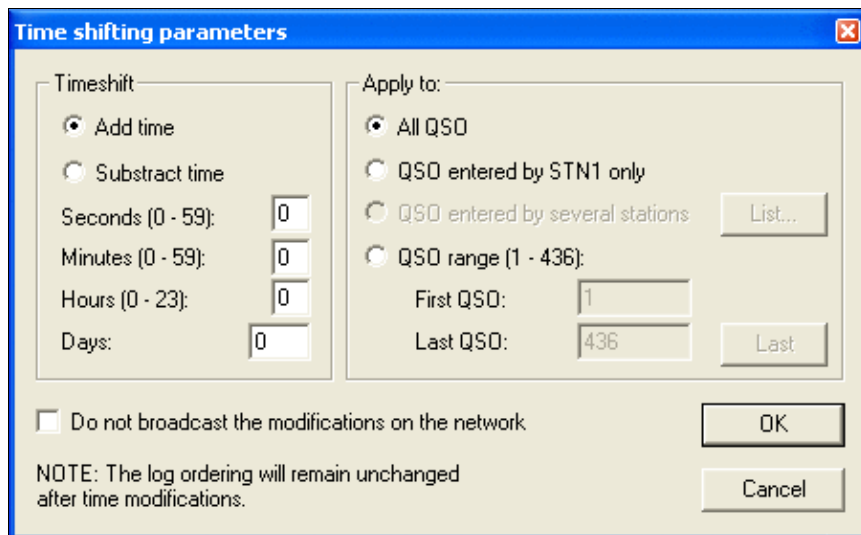 Time shifting parameters
Timeshift
Add time
Substract time
Seconds (0 - 59): 0
Minutes (0 - 59): 0
Hours (0 - 23): 0
Days: 0
Apply to:
All QSO
QSO entered by STN1 only
QSO entered by several stations List...
QSO range (1 - 436):
First QSO: 1
Last QSO: 436 Last
Do not broadcast the modifications on the network
OK
NOTE: The log ordering will remain unchanged
after time modifications.
Cancel